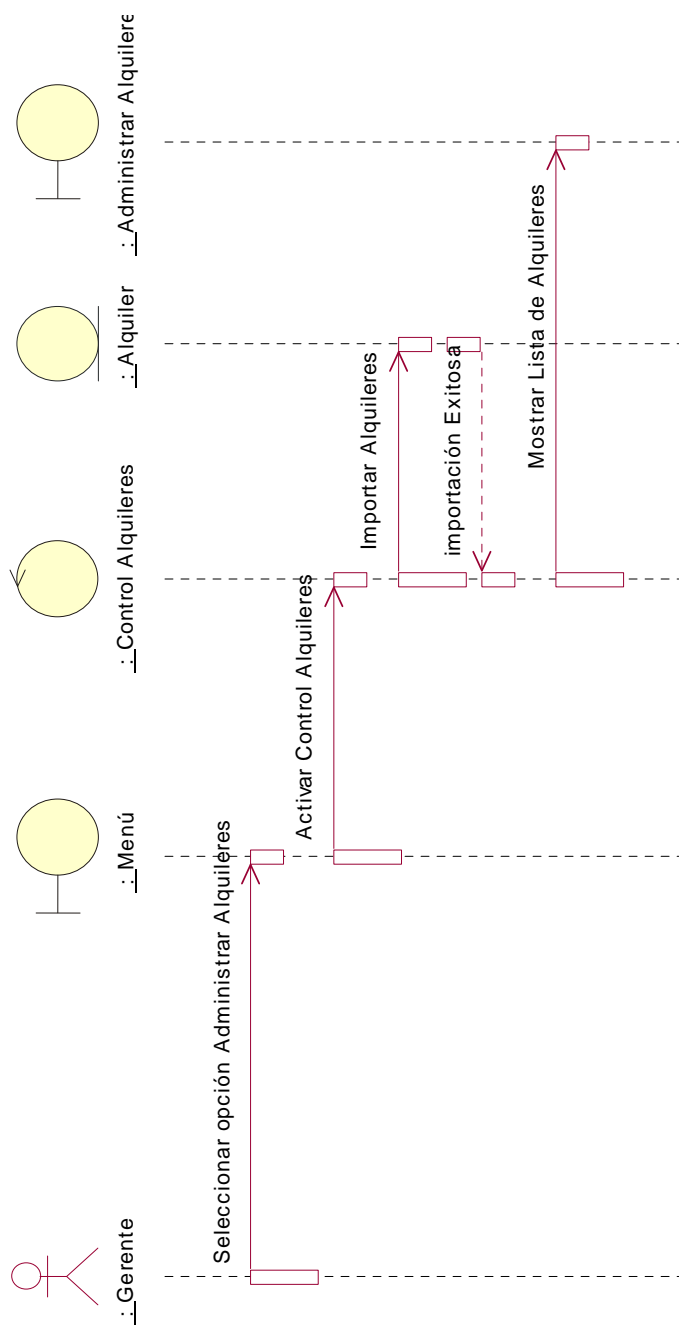 : Gerente
: Menú
: Control Alquileres
: Alquiler
: Administrar Alquilere
Seleccionar opción Administrar Alquileres
Activar Control Alquileres
Importar Alquileres
importación Exitosa
Mostrar Lista de Alquileres